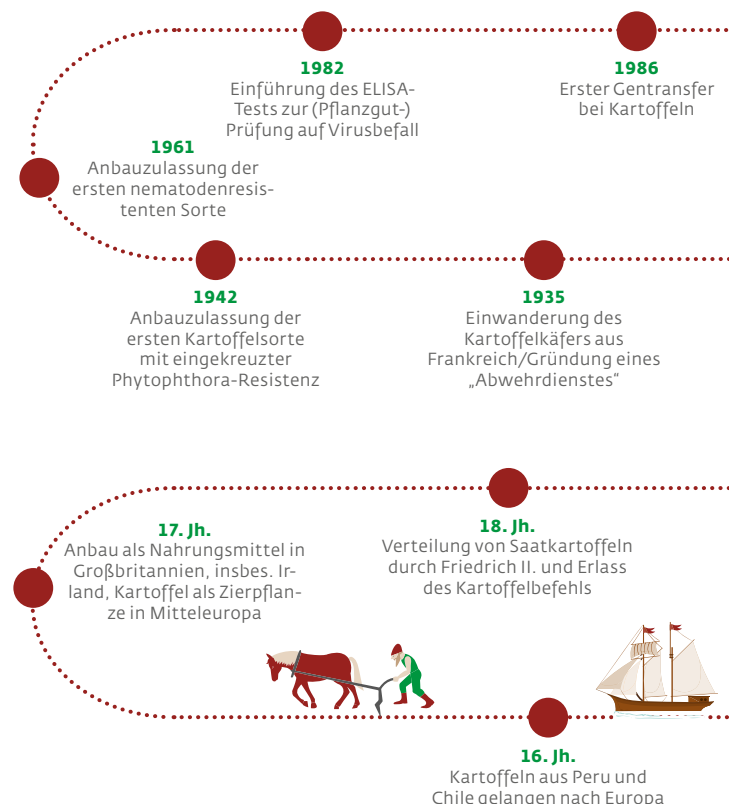 1982
Einführung des ELISA-
Tests zur (Pflanzgut-)
Prüfung auf Virusbefall
1986
Erster Gentransfer
bei Kartoffeln
1961
Anbauzulassung der
ersten nematodenresis-
tenten Sorte
1942
Anbauzulassung der
ersten Kartoffelsorte
mit eingekreuzter
Phytophthora-Resistenz
1935
Einwanderung des
Kartoffelkäfers aus
Frankreich/Gründung eines
„Abwehrdienstes“
17. Jh.
Anbau als Nahrungsmittel in
Großbritannien, insbes. Ir-
land, Kartoffel als Zierpflan-
ze in Mitteleuropa
18. Jh.
Verteilung von Saatkartoffeln
durch Friedrich II. und Erlass
des Kartoffelbefehls
16. Jh.
Kartoffeln aus Peru und
Chile gelangen nach Europa